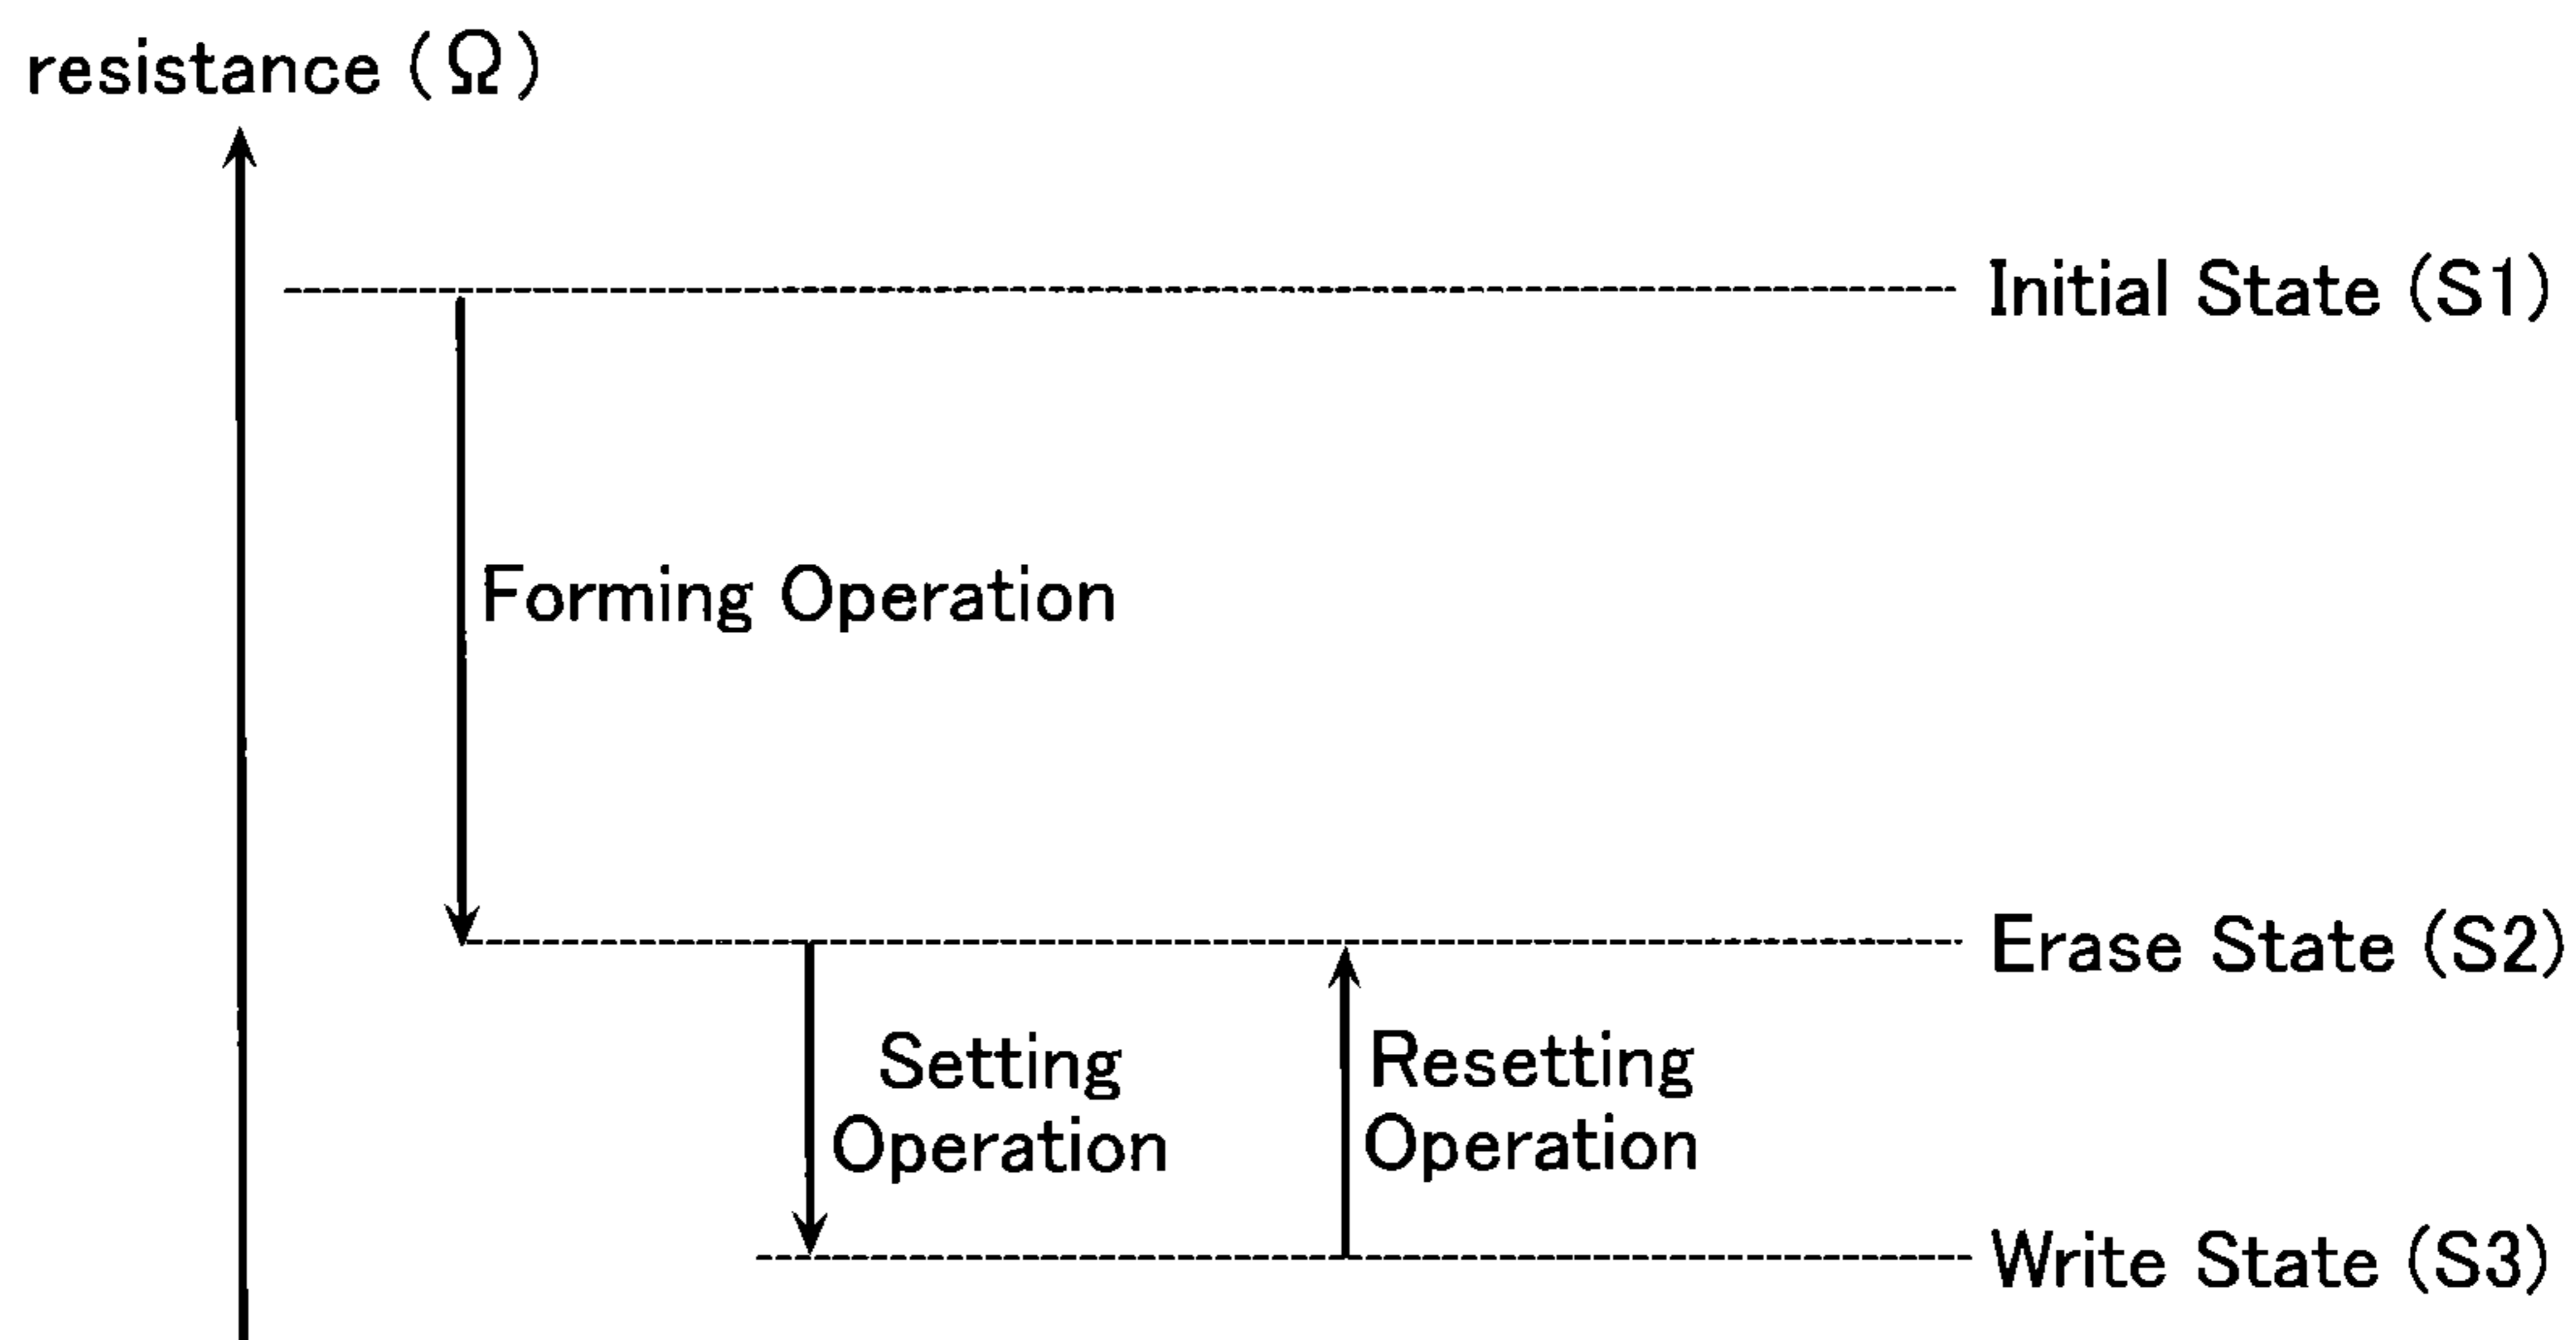 resistance (Ω)
Initial State (S1)
Forming Operation
Erase State (S2)
Setting
Operation
Resetting
Operation
Write State (S3)